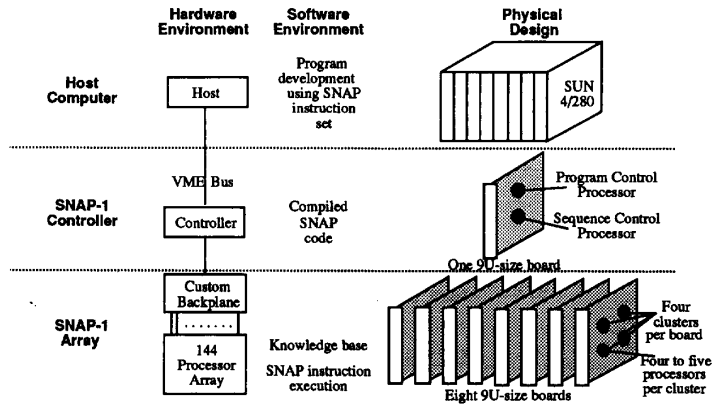 Hardware
Environment
Software
Environment
Physical
Design
Host
Computer
Host
Program
development
using SNAP
instruction
set
SUN
4/280
VME Bus
SNAP-1
Controller
Controller
Compiled
SNAP
code
Program Control
Processor
Sequence Control
Processor
One 9U-size board
SNAP-1
Array
Custom
Backplane
144
Processor
Array
Knowledge base
SNAP instruction
execution
Four
clusters
per board
Four to five
processors
per cluster
Eight 9U-size boards